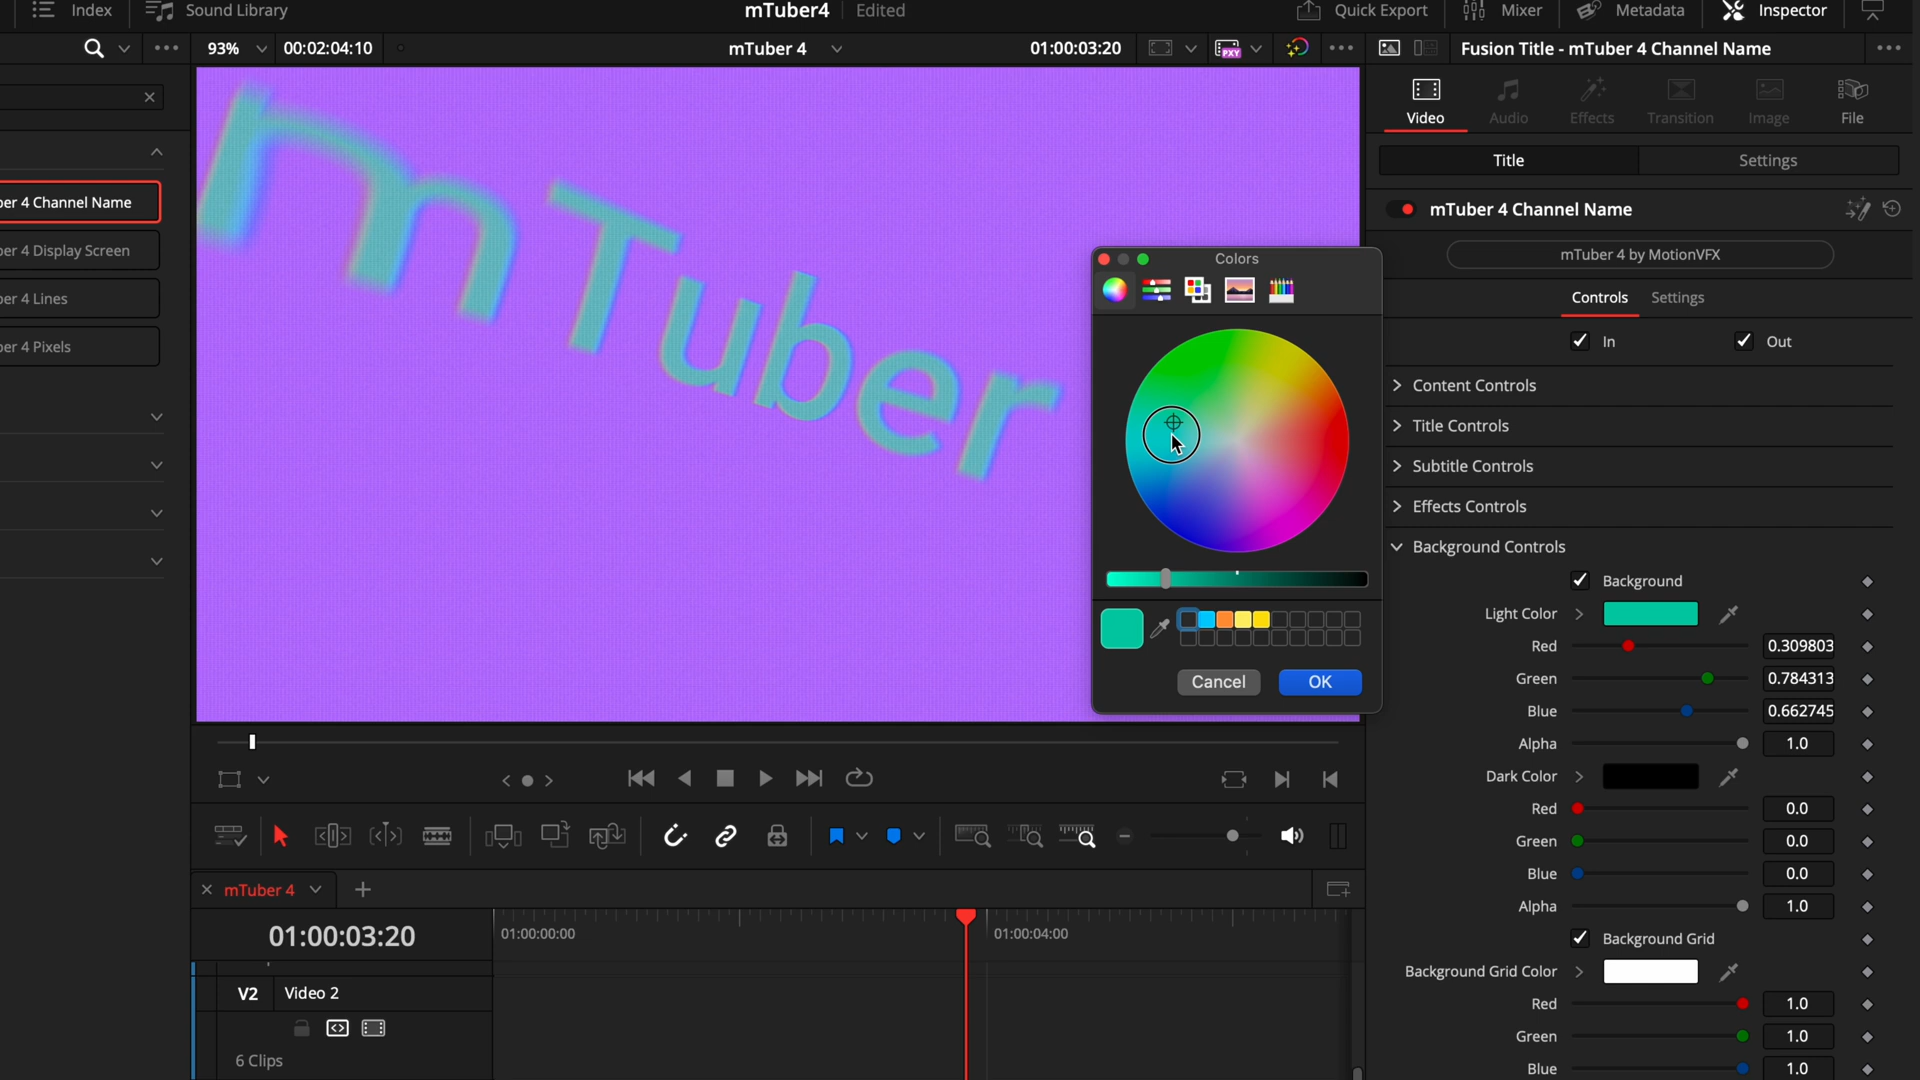 Index
Sound Library
mTuber4
Edited
Quick Export
Mixer
Metadata
Inspector
93%
00:02:04:10
mTuber 4
01:00:03:20
PXY
Fusion Title - mTuber 4 Channel Name
Video
Audio
Effects
Transition
Image
File
Title
Settings
ber 4 Channel Name
ber 4 Display Screen
ber 4 Lines
ber 4 Pixels
mTuber
Colors
Cancel
OK
mTuber 4 Channel Name
mTuber 4 by MotionVFX
Controls
Settings
In
Out
Content Controls
Title Controls
Subtitle Controls
Effects Controls
Background Controls
Background
Light Color
Red
0.309803
Green
0.784313
Blue
0.662745
Alpha
1.0
Dark Color
Red
0.0
Green
0.0
Blue
0.0
Alpha
1.0
Background Grid
Background Grid Color
Red
1.0
Green
1.0
Blue
1.0
mTuber 4
01:00:03:20
01:00:00:00
01:00:04:00
V2
Video 2
6 Clips